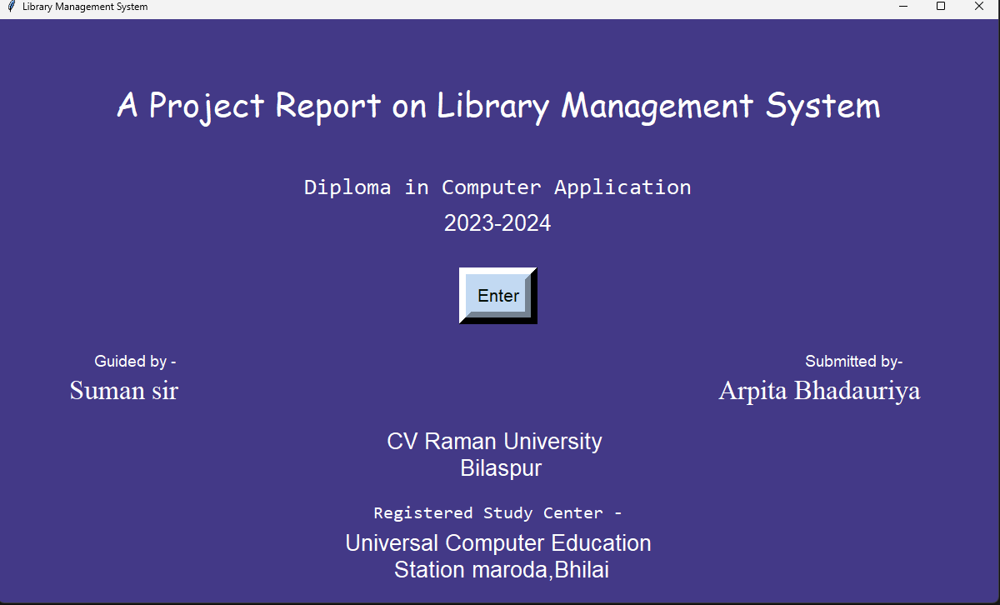 Library Management System
A Project Report on Library Management System
Diploma in Computer Application
2023-2024
Enter
Guided by -
Suman sir
Submitted by-
Arpita Bhadauriya
CV Raman University
Bilaspur
Registered Study Center -
Universal Computer Education
Station maroda,Bhilai